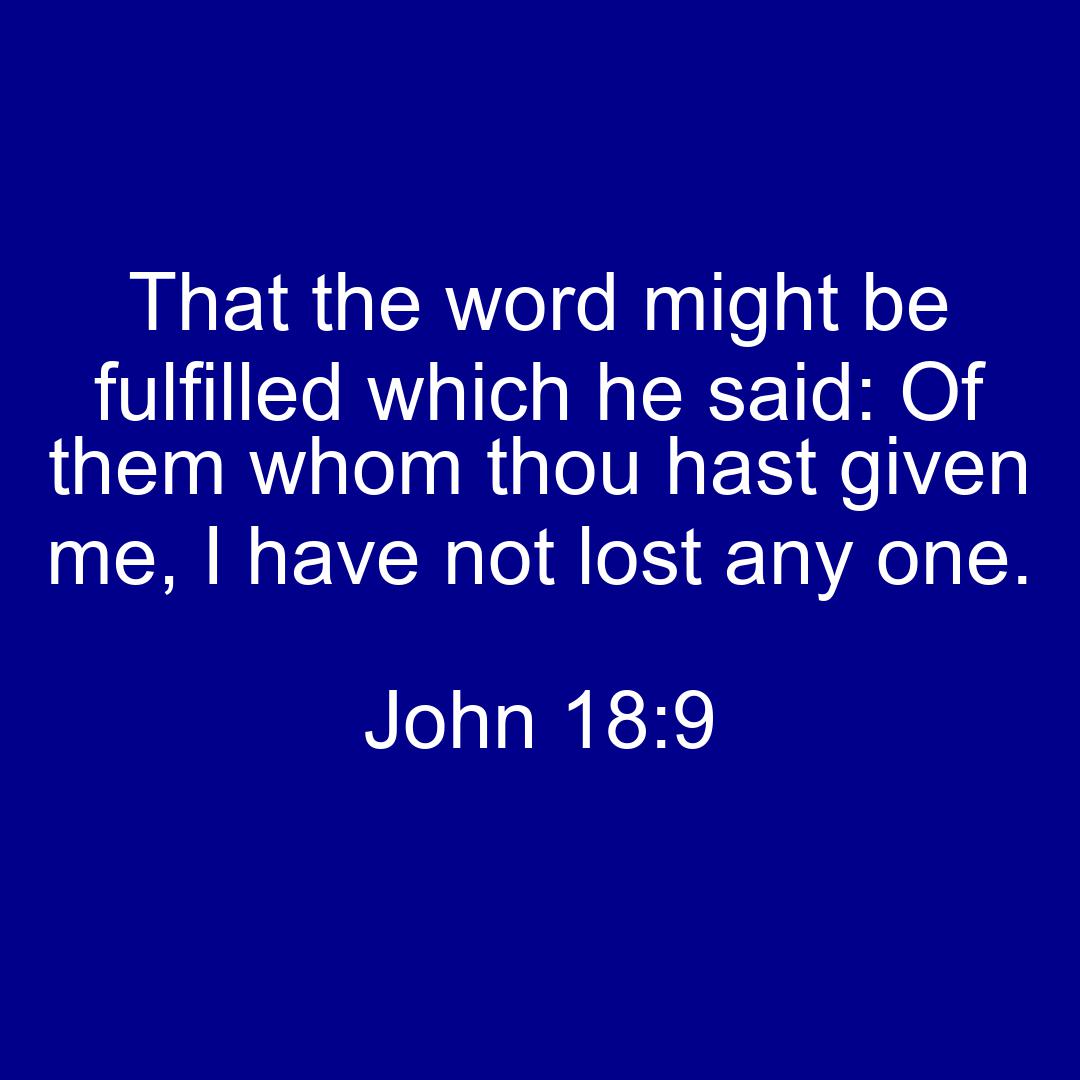 That the word might be
fulfilled which he said: Of
them whom thou hast given
me, I have not lost any one.
John 18:9